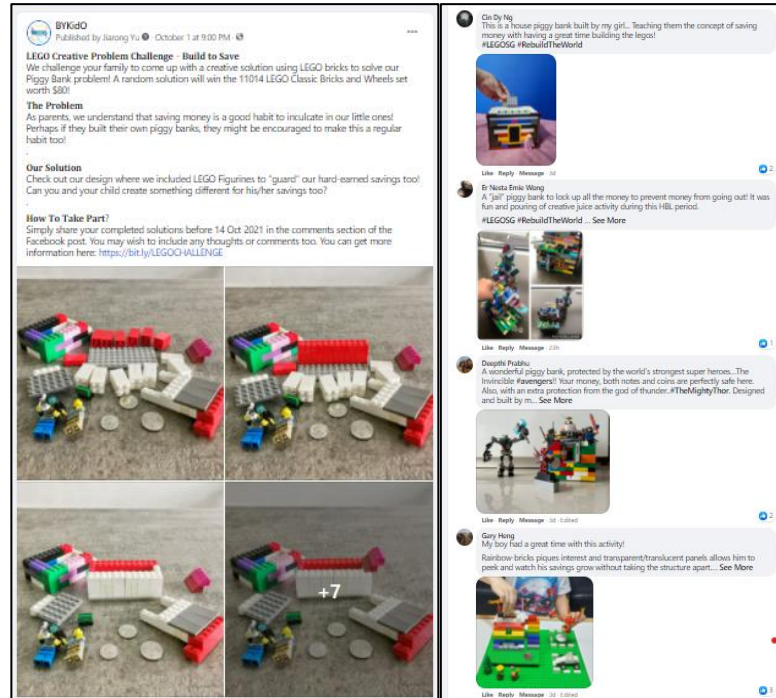 BYKidO
Published by Jiarong Yu · October 1 at 9:00 PM ·
LEGO Creative Problem Challenge - Build to Save
We challenge your family to come up with a creative solution using LEGO bricks to solve our
Piggy Bank problem! A random solution will win the 11014 LEGO Classic Bricks and Wheels set
worth $80!
The Problem
As parents, we understand that saving money is a good habit to inculcate in our little ones!
Perhaps if they built their own piggy banks, they might be encouraged to make this a regular
habit too!
.
Our Solution
Check out our design where we included LEGO Figurines to "guard" our hard-earned savings too!
Can you and your child create something different for his/her savings too?
.
How To Take Part?
Simply share your completed solutions before 14 Oct 2021 in the comments section of the
Facebook post. You may wish to include any thoughts or comments too. You can get more
information here: https://bit.ly/LEGOCHALLENGE
+7
Cin Dy Ng
This is a house piggy bank built by my girl... Teaching them the concept of saving
money with having a great time building the legos!
#LEGOSG #RebuildTheWorld
Like Reply Message · 3d
2
Er Nesta Emie Wong
A "jail" piggy bank to lock up all the money to prevent money from going out! It was
fun and pouring of creative juice activity during this HBL period.
#LEGOSG #RebuildTheWorld ... See More
Like Reply Message · 23h
1
Deepthi Prabhu
A wonderful piggy bank, protected by the world's strongest super heroes...The
Invincible #avengers!! Your money, both notes and coins are perfectly safe here.
Also, with an extra protection from the god of thunder..#TheMightyThor. Designed
and built by m... See More
Like Reply Message · 3d · Edited
2
Gary Heng
My boy had a great time with this activity!
Rainbow-bricks piques interest and transparent/translucent panels allows him to
peek and watch his savings grow without taking the structure apart.... See More
Like Reply Message · 3d · Edited
3